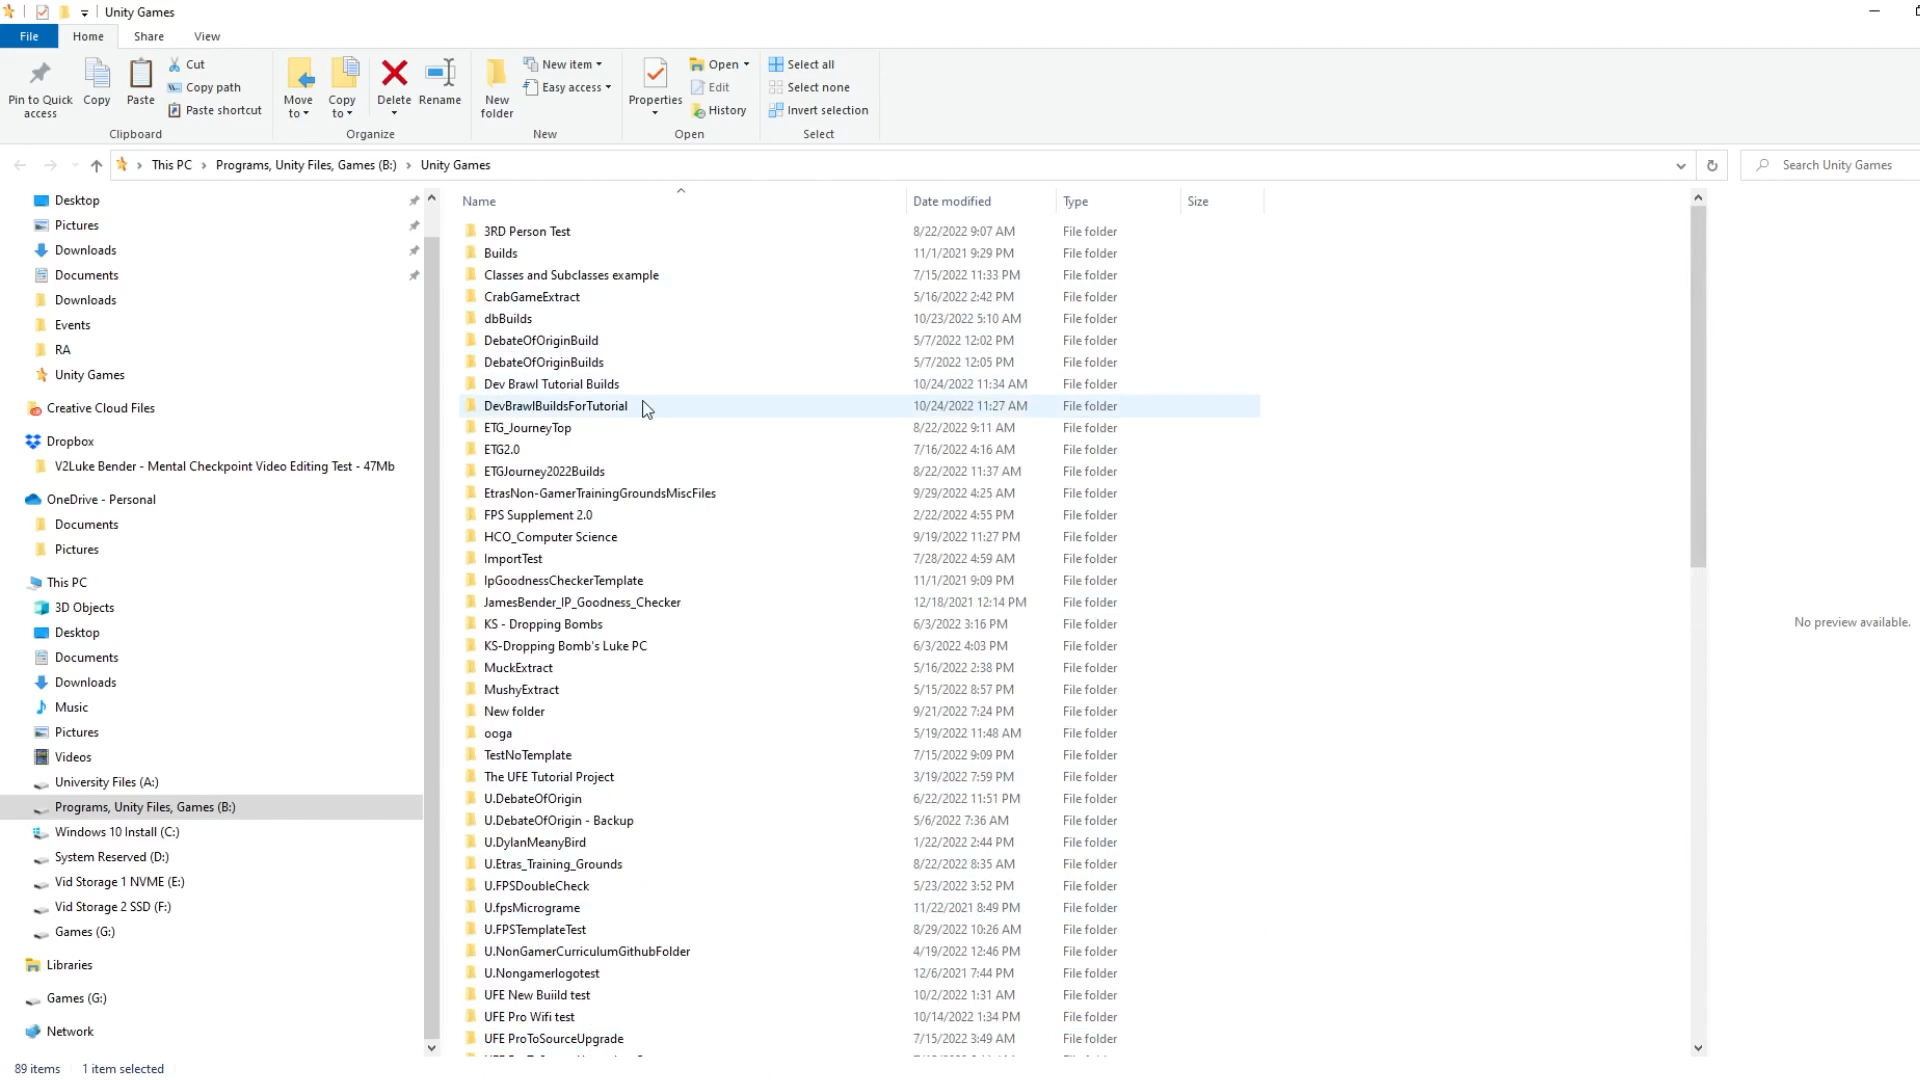 Unity Games
File Home Share View
Pin to Quick access
Copy
Paste
Cut
Copy path
Paste shortcut
Clipboard
Move to
Copy to
Delete
Rename
Organize
New folder
New item
Easy access
New
Properties
Open
Edit
History
Open
Select all
Select none
Invert selection
Select
This PC Programs, Unity Files, Games (B:) Unity Games
Search Unity Games
Desktop
Pictures
Downloads
Documents
Downloads
Events
RA
Unity Games
Creative Cloud Files
Dropbox
V2Luke Bender - Mental Checkpoint Video Editing Test - 47Mb
OneDrive - Personal
Documents
Pictures
This PC
3D Objects
Desktop
Documents
Downloads
Music
Pictures
Videos
University Files (A:)
Programs, Unity Files, Games (B:)
Windows 10 Install (C:)
System Reserved (D:)
Vid Storage 1 NVME (E:)
Vid Storage 2 SSD (F:)
Games (G:)
Libraries
Games (G:)
Network
Name Date modified Type Size
3RD Person Test 8/22/2022 9:07 AM File folder
Builds 11/1/2021 9:29 PM File folder
Classes and Subclasses example 7/15/2022 11:33 PM File folder
CrabGameExtract 5/16/2022 2:42 PM File folder
dbBuilds 10/23/2022 5:10 AM File folder
DebateOfOriginBuild 5/7/2022 12:02 PM File folder
DebateOfOriginBuilds 5/7/2022 12:05 PM File folder
Dev Brawl Tutorial Builds 10/24/2022 11:34 AM File folder
DevBrawlBuildsForTutorial 10/24/2022 11:27 AM File folder
ETG_JourneyTop 8/22/2022 9:11 AM File folder
ETG2.0 7/16/2022 4:16 AM File folder
ETGJourney2022Builds 8/22/2022 11:37 AM File folder
EtrasNon-GamerTrainingGroundsMiscFiles 9/29/2022 4:25 AM File folder
FPS Supplement 2.0 2/22/2022 4:55 PM File folder
HCO_Computer Science 9/19/2022 11:27 PM File folder
ImportTest 7/28/2022 4:59 AM File folder
IpGoodnessCheckerTemplate 11/1/2021 9:09 PM File folder
JamesBender_IP_Goodness_Checker 12/18/2021 12:14 PM File folder
KS - Dropping Bombs 6/3/2022 3:16 PM File folder
KS-Dropping Bomb's Luke PC 6/3/2022 4:03 PM File folder
MuckExtract 5/16/2022 2:38 PM File folder
MushyExtract 5/15/2022 8:57 PM File folder
New folder 9/21/2022 7:24 PM File folder
ooga 5/19/2022 11:48 AM File folder
TestNoTemplate 7/15/2022 9:09 PM File folder
The UFE Tutorial Project 3/19/2022 7:59 PM File folder
U.DebateOfOrigin 6/22/2022 11:51 PM File folder
U.DebateOfOrigin - Backup 5/6/2022 7:36 AM File folder
U.DylanMeanyBird 1/22/2022 2:44 PM File folder
U.Etras_Training_Grounds 8/22/2022 8:35 AM File folder
U.FPSDoubleCheck 5/23/2022 3:52 PM File folder
U.fpsMicrograme 11/22/2021 8:49 PM File folder
U.FPSTemplateTest 8/29/2022 10:26 AM File folder
U.NonGamerCurriculumGithubFolder 4/19/2022 12:46 PM File folder
U.Nongamerlogotest 12/6/2021 7:44 PM File folder
UFE New Buiild test 10/2/2022 1:31 AM File folder
UFE Pro Wifi test 10/14/2022 1:34 PM File folder
UFE ProToSourceUpgrade 7/15/2022 3:49 AM File folder
No preview available.
89 items 1 item selected